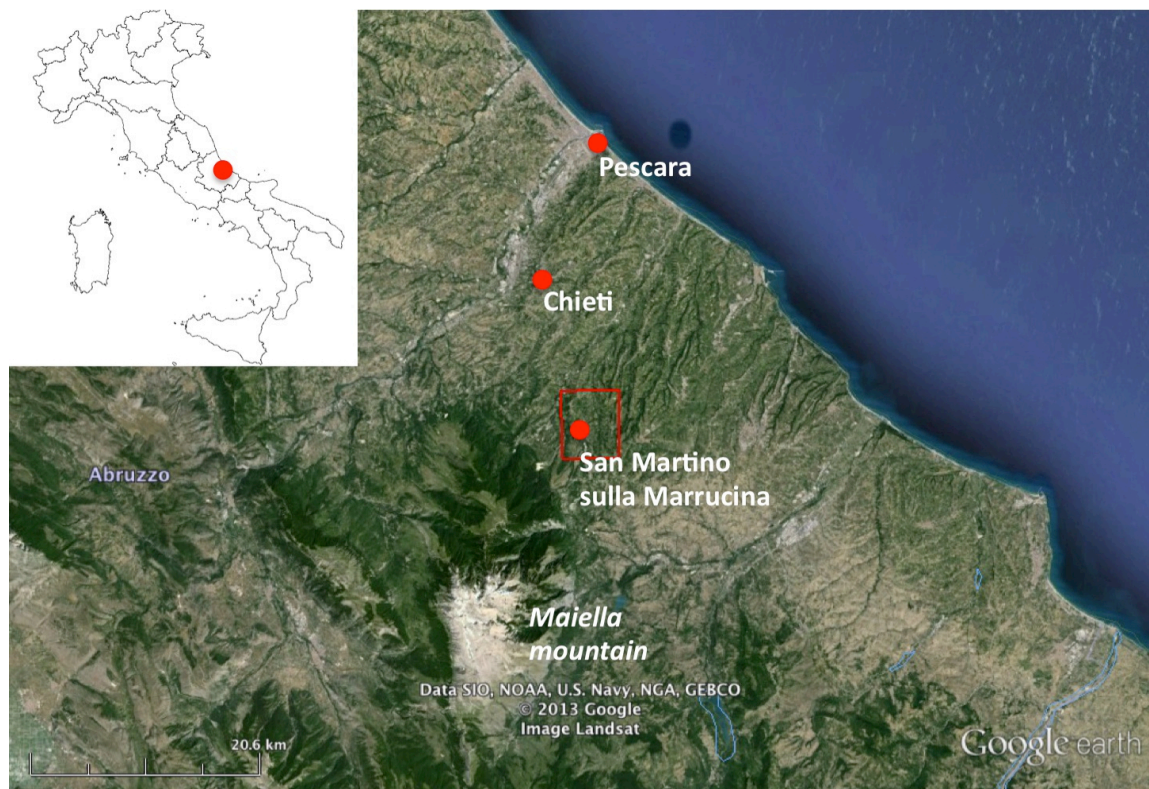 Pescara
Chieti
San Martino
sulla Marrucina
Abruzzo
Maiella
mountain
Data SIO, NOAA, U.S. Navy, NGA, GEBCO
© 2013 Google
Image Landsat
20.6 km
Google earth